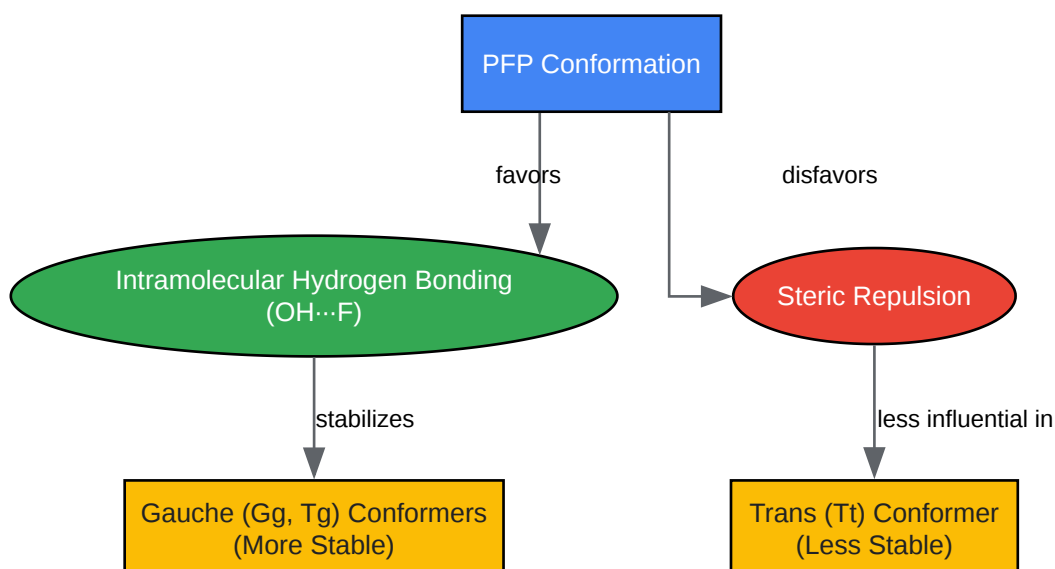 PFP Conformation
favors
disfavors
Intramolecular Hydrogen Bonding
(OH···F)
Steric Repulsion
stabilizes
less influential in
Gauche (Gg, Tg) Conformers
(More Stable)
Trans (Tt) Conformer
(Less Stable)